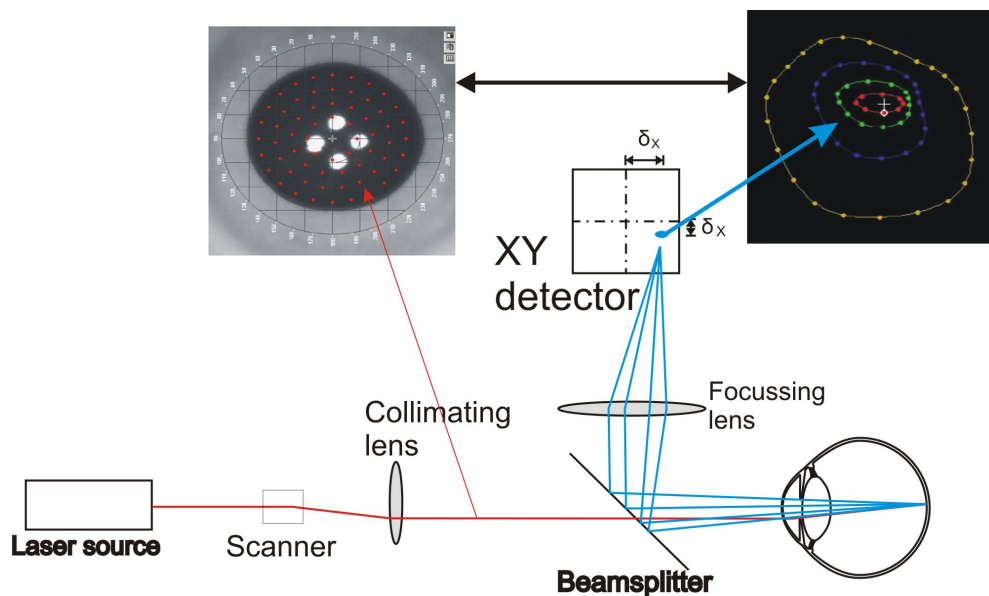 δx
δx
XY
detector
Collimating
lens
Focussing
lens
Laser source
Scanner
Beamsplitter